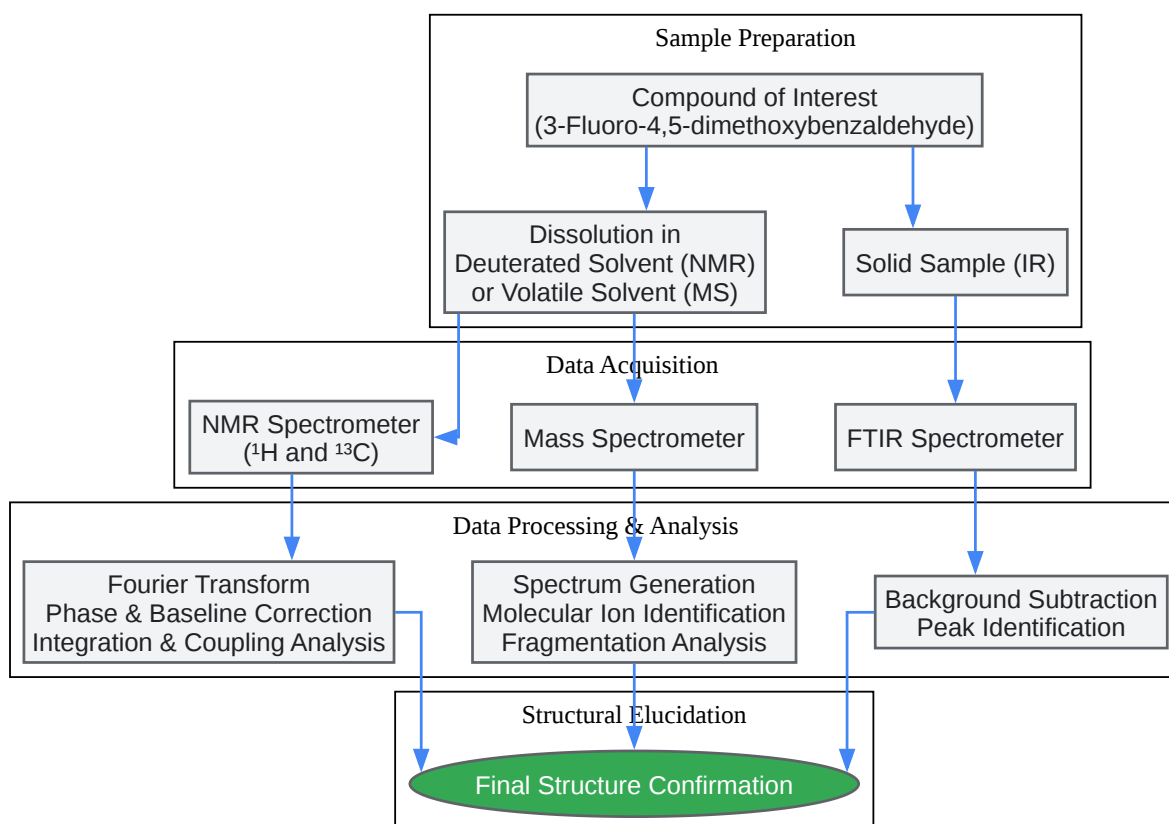 Sample Preparation
Compound of Interest
(3-Fluoro-4,5-dimethoxybenzaldehyde)
Dissolution in
Deuterated Solvent (NMR)
or Volatile Solvent (MS)
Solid Sample (IR)
Data Acquisition
NMR Spectrometer
(¹H and ¹³C)
Mass Spectrometer
FTIR Spectrometer
Data Processing & Analysis
Fourier Transform
Phase & Baseline Correction
Integration & Coupling Analysis
Spectrum Generation
Molecular Ion Identification
Fragmentation Analysis
Background Subtraction
Peak Identification
Structural Elucidation
Final Structure Confirmation